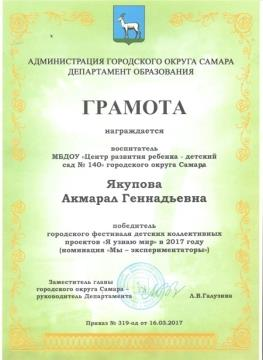 АДМИНИСТРАЦИЯ ГОРОДСКОГО ОКРУГА САМАРА
ДЕПАРТАМЕНТ ОБРАЗОВАНИЯ
ГРАМОТА
награждается
воспитатель
МБДОУ «Центр развития ребенка - детский
сад № 140» городского округа Самара
Якупова
Акмарал Геннадьевна
победитель
городского фестиваля детских коллективных
проектов «Я узнаю мир» в 2017 году
(номинация «Мы – экспериментаторы»)
Заместитель главы
городского округа Самара –
руководитель Департамента
Л.В.Галузина
Приказ № 319-од от 16.03.2017